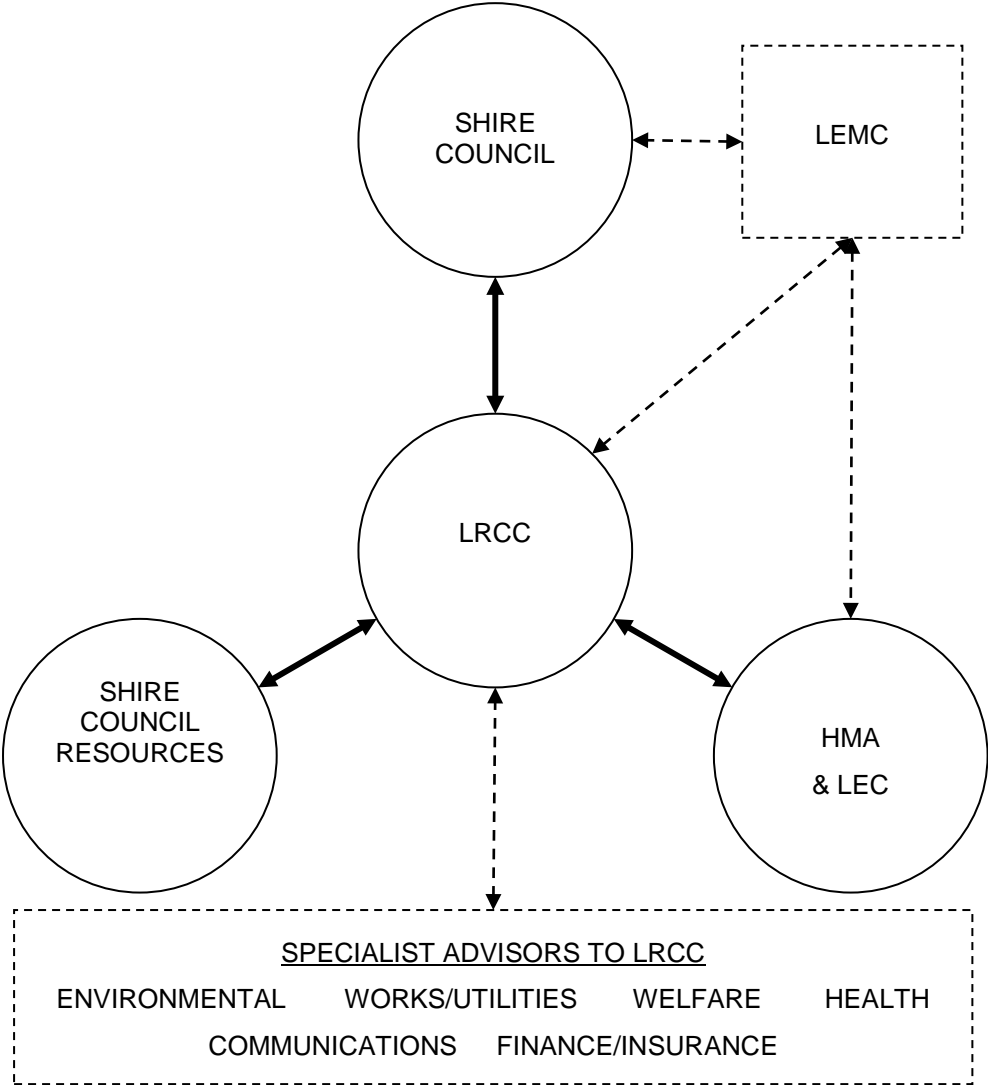 SHIRE
COUNCIL
LEMC
LRCC
SHIRE
COUNCIL
RESOURCES
HMA
& LEC
SPECIALIST ADVISORS TO LRCC
ENVIRONMENTAL WORKS/UTILITIES WELFARE HEALTH
COMMUNICATIONS FINANCE/INSURANCE